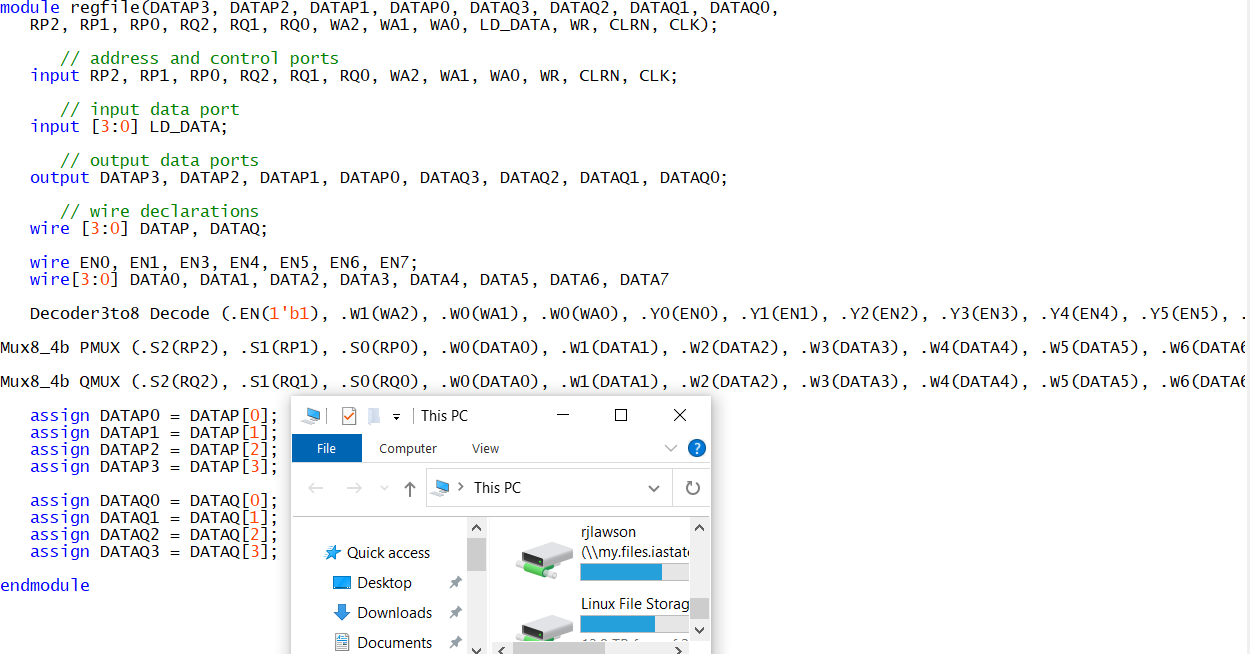 module regfile(DATAP3, DATAP2, DATAP1, DATAP0, DATAQ3, DATAQ2, DATAQ1, DATAQ0,
RP2, RP1, RP0, RQ2, RQ1, RQ0, WA2, WA1, WA0, LD_DATA, WR, CLRN, CLK);
// address and control ports
input RP2, RP1, RP0, RQ2, RQ1, RQ0, WA2, WA1, WA0, WR, CLRN, CLK;
// input data port
input [3:0] LD_DATA;
// output data ports
output DATAP3, DATAP2, DATAP1, DATAP0, DATAQ3, DATAQ2, DATAQ1, DATAQ0;
// wire declarations
wire [3:0] DATAP, DATAQ;
wire EN0, EN1, EN3, EN4, EN5, EN6, EN7;
wire[3:0] DATA0, DATA1, DATA2, DATA3, DATA4, DATA5, DATA6, DATA7
Decoder3to8 Decode (.EN(1'b1), .W1(WA2), .W0(WA1), .W0(WA0), .Y0(EN0), .Y1(EN1), .Y2(EN2), .Y3(EN3), .Y4(EN4), .Y5(EN5), .
Mux8_4b PMUX (.S2(RP2), .S1(RP1), .S0(RP0), .W0(DATA0), .W1(DATA1), .W2(DATA2), .W3(DATA3), .W4(DATA4), .W5(DATA5), .W6(DATA6
Mux8_4b QMUX (.S2(RQ2), .S1(RQ1), .S0(RQ0), .W0(DATA0), .W1(DATA1), .W2(DATA2), .W3(DATA3), .W4(DATA4), .W5(DATA5), .W6(DATA6
assign DATAP0 = DATAP[0];
assign DATAP1 = DATAP[1];
assign DATAP2 = DATAP[2];
assign DATAP3 = DATAP[3];
assign DATAQ0 = DATAQ[0];
assign DATAQ1 = DATAQ[1];
assign DATAQ2 = DATAQ[2];
assign DATAQ3 = DATAQ[3];
endmodule
This PC
File Computer View
This PC
Quick access
Desktop
Downloads
Documents
rjlawson
(\\my.files.iastat
Linux File Storag